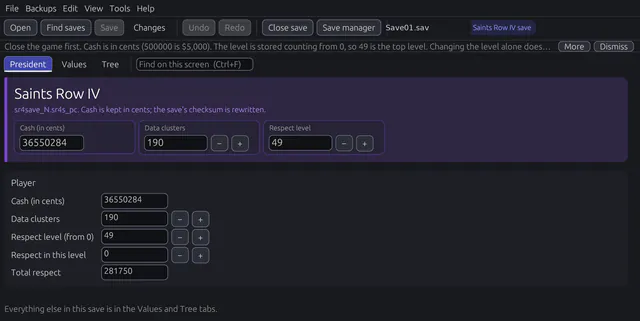 File Backups Edit View Tools Help
Open Find saves Save Changes Undo Redo Close save Save manager Save01.sav Saints Row IV save
Close the game first. Cash is in cents (500000 is $5,000). The level is stored counting from 0, so 49 is the top level. Changing the level alone does... More Dismiss
President Values Tree Find on this screen (Ctrl+F)
Saints Row IV
sr4save_N.sr4s_pc. Cash is kept in cents; the save's checksum is rewritten.
Cash (in cents) Data clusters Respect level
36550284 190 − + 49 − +
Player
Cash (in cents) 36550284
Data clusters 190 − +
Respect level (from 0) 49 − +
Respect in this level 0 − +
Total respect 281750
Everything else in this save is in the Values and Tree tabs.